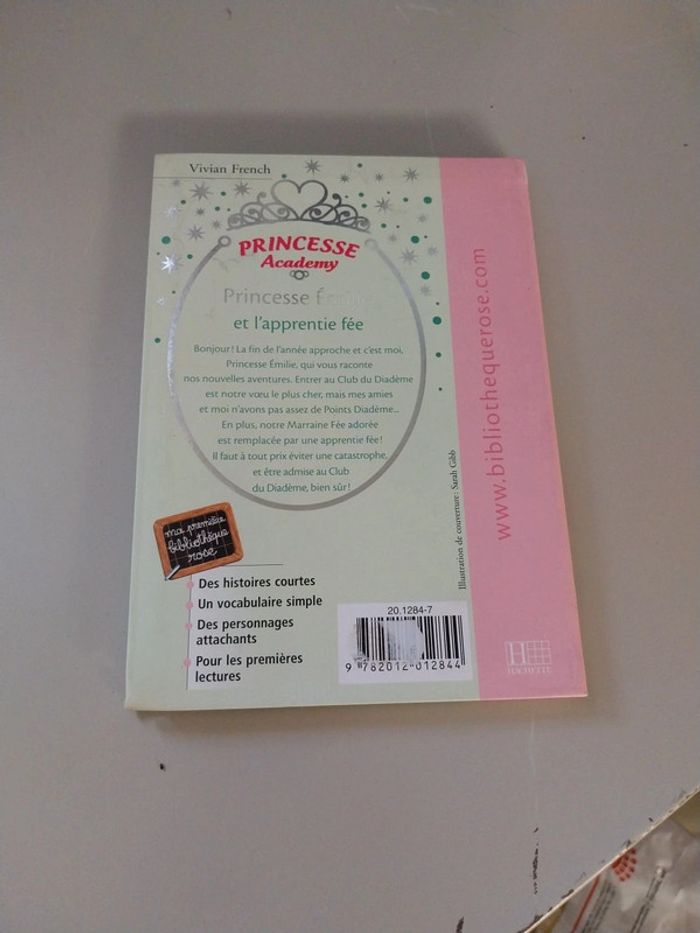 Vivian French
PRINCESSE
Academy
Princesse Émilie
et l'apprentie fée
Bonjour ! La fin de l'année approche et c'est moi,
Princesse Émilie, qui vous raconte
nos nouvelles aventures. Entrer au Club du Diadème
est notre vœu le plus cher, mais mes amies
et moi n'avons pas assez de Points Diadème...
En plus, notre Marraine Fée adorée
est remplacée par une apprentie fée !
Il faut à tout prix éviter une catastrophe,
et être admise au Club
du Diadème, bien sûr !
Illustration de couverture : Sarah Gibb
www.bibliothequerose.com
ma première
bibliothèque
rose
Des histoires courtes
Un vocabulaire simple
Des personnages
attachants
Pour les premières
lectures
20.1284-7
9 782012 012844
H
HACHETTE